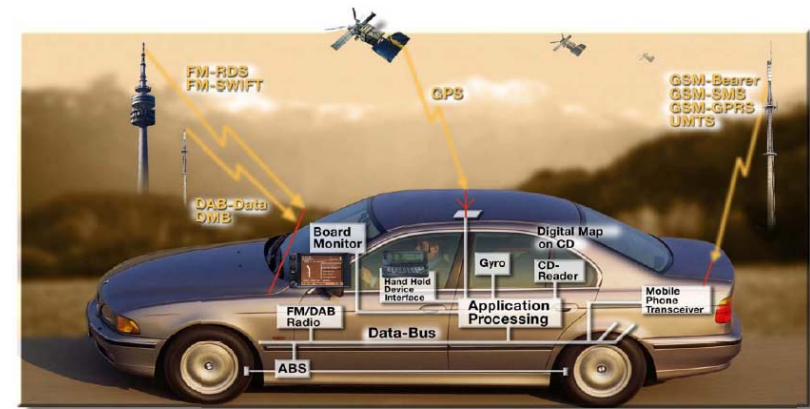 FM-RDS
FM-SWIFT
GPS
GSM-Bearer
GSM-SMS
GSM-GPRS
UMTS
DAB-Data
DMB
Board
Monitor
Digital Map
on CD
Gyro
CD-
Reader
Hand Held
Device
Interface
Mobile
Phone
Transceiver
FM/DAB
Radio
Application
Processing
Data-Bus
ABS